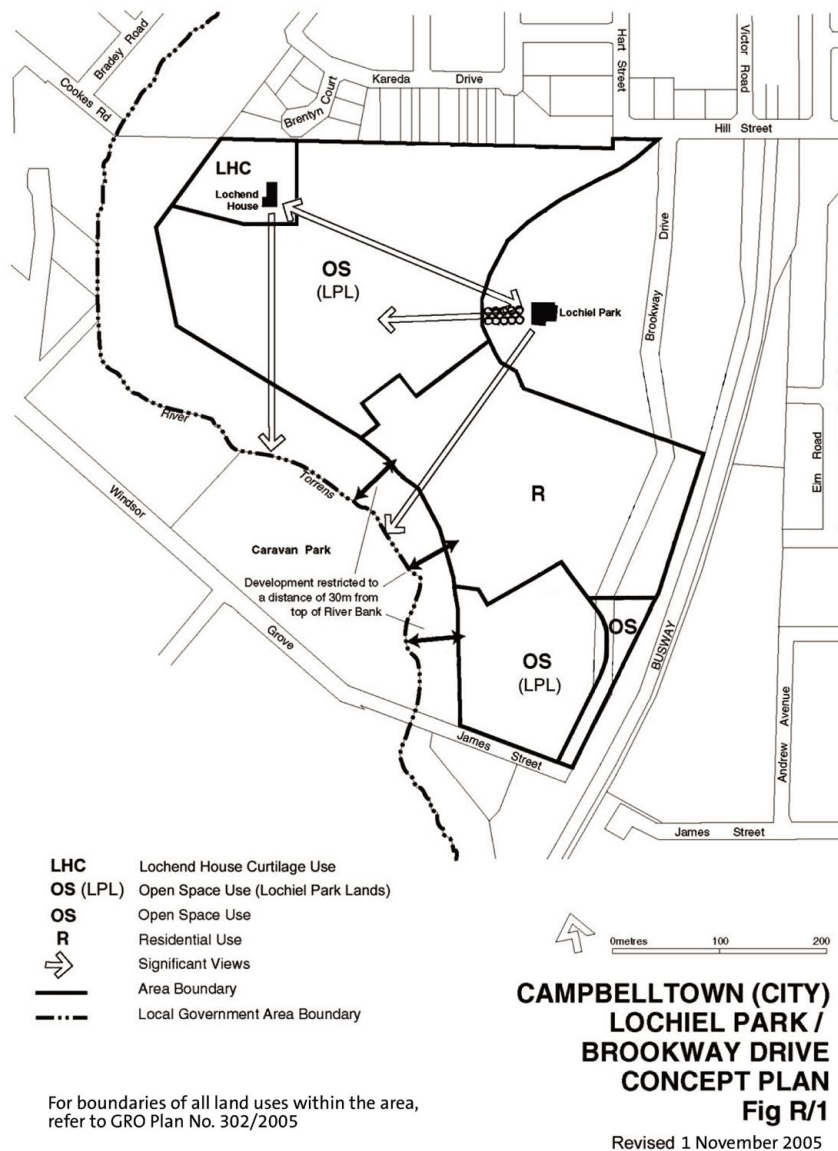 Bradey Road
Cookes Rd
Brentyn Court
Kareda Drive
Hart Street
Victor Road
Hill Street
LHC
Lochend
House
OS
(LPL)
Lochiel Park
Brookway Drive
River
Torrens
Windsor
Grove
R
Elm Road
Caravan Park
Development restricted to
a distance of 30m from
top of River Bank
OS
OS
(LPL)
BUSWAY
James Street
Andrew Avenue
James Street
LHC Lochend House Curtilage Use
OS (LPL) Open Space Use (Lochiel Park Lands)
OS Open Space Use
R Residential Use
Significant Views
Area Boundary
Local Government Area Boundary
0metres 100 200
CAMPBELLTOWN (CITY)
LOCHIEL PARK /
BROOKWAY DRIVE
CONCEPT PLAN
Fig R/1
Revised 1 November 2005
For boundaries of all land uses within the area,
refer to GRO Plan No. 302/2005